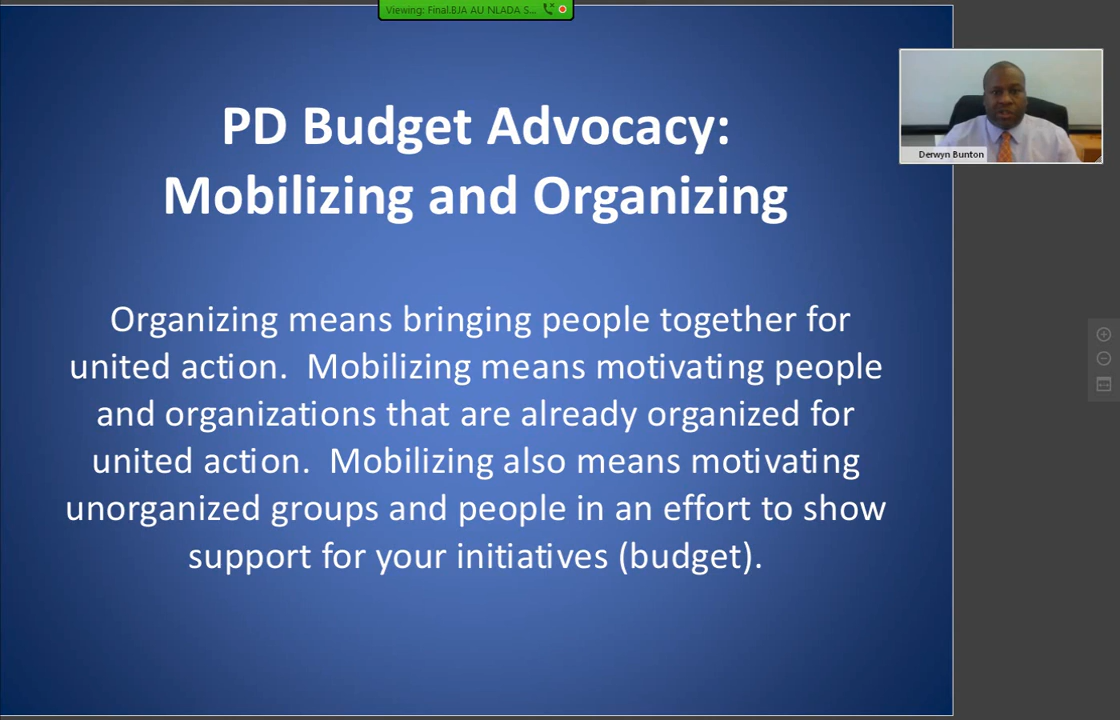 Viewing: Final.BJA AU NLADA S...
PD Budget Advocacy:
Mobilizing and Organizing
Derwyn Bunton
Organizing means bringing people together for
united action.  Mobilizing means motivating people
and organizations that are already organized for
united action.  Mobilizing also means motivating
unorganized groups and people in an effort to show
support for your initiatives (budget).